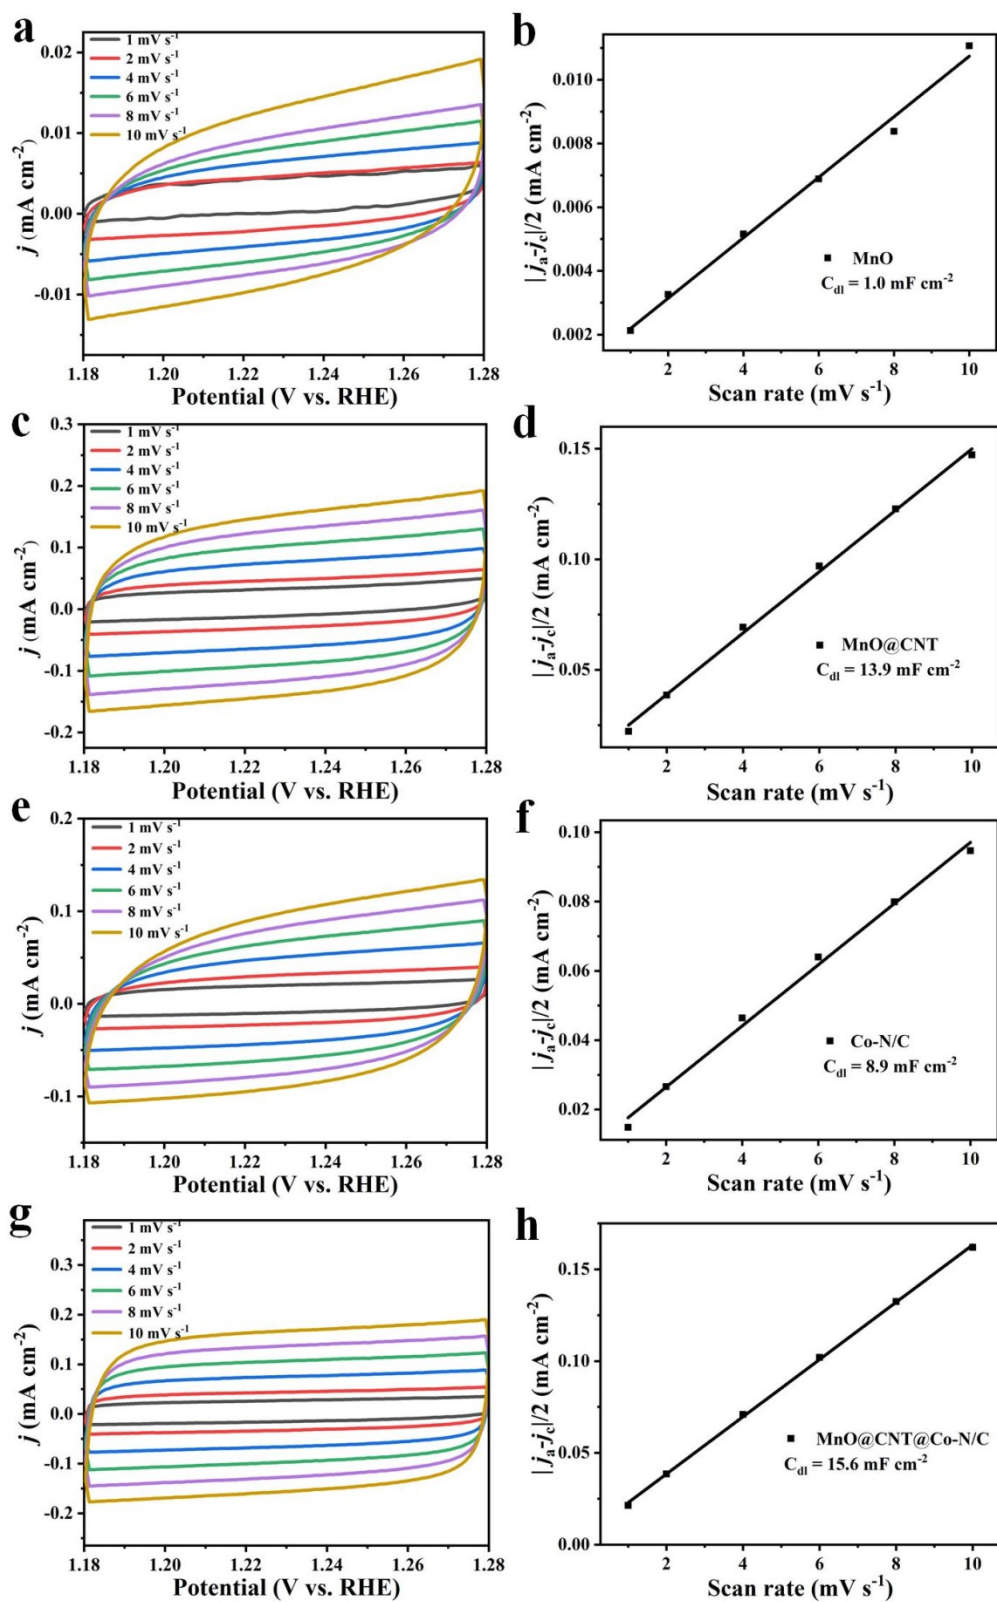 a
1 mV s⁻¹
2 mV s⁻¹
4 mV s⁻¹
6 mV s⁻¹
8 mV s⁻¹
10 mV s⁻¹
0.02
0.01
0.00
-0.01
j (mA cm⁻²)
1.18 1.20 1.22 1.24 1.26 1.28
Potential (V vs. RHE)
b
0.010
0.008
0.006
0.004
0.002
|jₐ-j꜀|/2 (mA cm⁻²)
MnO
C_dl = 1.0 mF cm⁻²
2 4 6 8 10
Scan rate (mV s⁻¹)
c
1 mV s⁻¹
2 mV s⁻¹
4 mV s⁻¹
6 mV s⁻¹
8 mV s⁻¹
10 mV s⁻¹
0.3
0.2
0.1
0.0
-0.1
-0.2
j (mA cm⁻²)
1.18 1.20 1.22 1.24 1.26 1.28
Potential (V vs. RHE)
d
0.15
0.10
0.05
|jₐ-j꜀|/2 (mA cm⁻²)
MnO@CNT
C_dl = 13.9 mF cm⁻²
2 4 6 8 10
Scan rate (mV s⁻¹)
e
1 mV s⁻¹
2 mV s⁻¹
4 mV s⁻¹
6 mV s⁻¹
8 mV s⁻¹
10 mV s⁻¹
0.2
0.1
0.0
-0.1
j (mA cm⁻²)
1.18 1.20 1.22 1.24 1.26 1.28
Potential (V vs. RHE)
f
0.10
0.08
0.06
0.04
0.02
|jₐ-j꜀|/2 (mA cm⁻²)
Co-N/C
C_dl = 8.9 mF cm⁻²
2 4 6 8 10
Scan rate (mV s⁻¹)
g
1 mV s⁻¹
2 mV s⁻¹
4 mV s⁻¹
6 mV s⁻¹
8 mV s⁻¹
10 mV s⁻¹
0.3
0.2
0.1
0.0
-0.1
-0.2
j (mA cm⁻²)
1.18 1.20 1.22 1.24 1.26 1.28
Potential (V vs. RHE)
h
0.15
0.10
0.05
0.00
|jₐ-j꜀|/2 (mA cm⁻²)
MnO@CNT@Co-N/C
C_dl = 15.6 mF cm⁻²
2 4 6 8 10
Scan rate (mV s⁻¹)